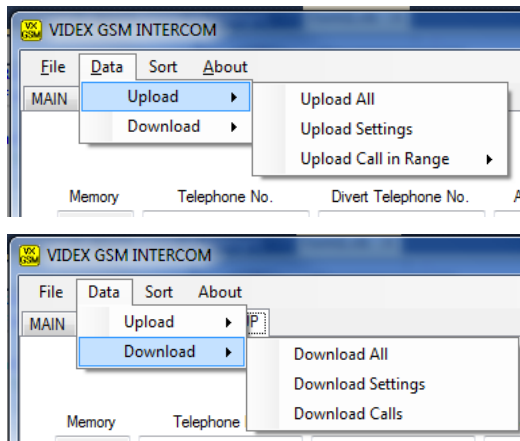 VX GSM VIDEX GSM INTERCOM
File Data Sort About
MAIN Upload Upload All
Download Upload Settings
Upload Call in Range
Memory Telephone No. Divert Telephone No. A
VX GSM VIDEX GSM INTERCOM
File Data Sort About
MAIN Upload UP
Download Download All
Download Settings
Download Calls
Memory Telephone